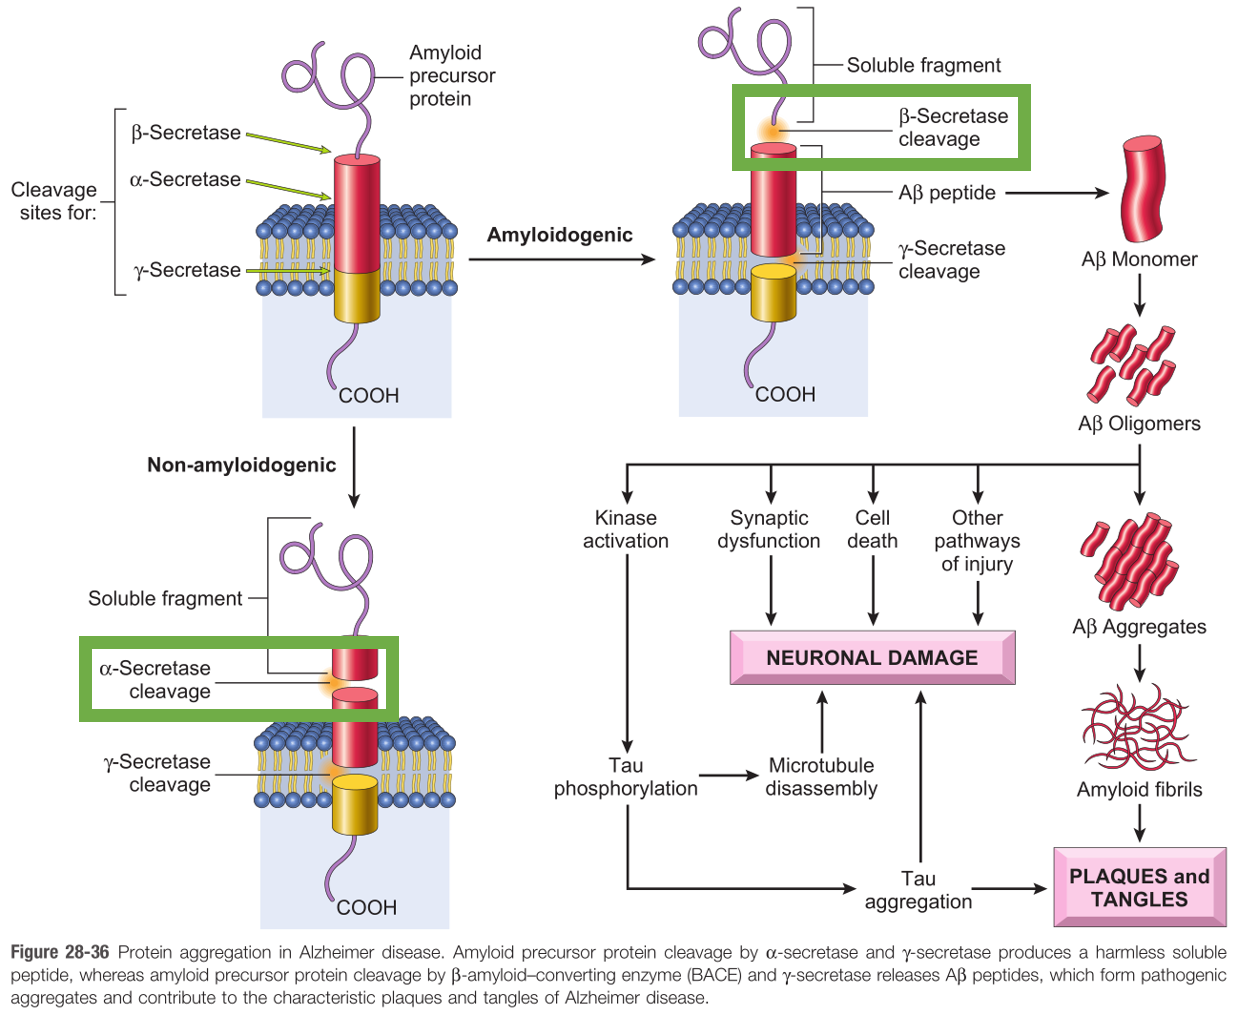 Amyloid
precursor
protein
β-Secretase
α-Secretase
Cleavage
sites for:
γ-Secretase
COOH
Amyloidogenic
Soluble fragment
β-Secretase
cleavage
Aβ peptide
γ-Secretase
cleavage
COOH
Aβ Monomer
Aβ Oligomers
Non-amyloidogenic
Soluble fragment
α-Secretase
cleavage
γ-Secretase
cleavage
COOH
Kinase
activation
Synaptic
dysfunction
Cell
death
Other
pathways
of injury
Aβ Aggregates
NEURONAL DAMAGE
Tau
phosphorylation
Microtubule
disassembly
Amyloid fibrils
Tau
aggregation
PLAQUES and
TANGLES
Figure 28-36 Protein aggregation in Alzheimer disease. Amyloid precursor protein cleavage by α-secretase and γ-secretase produces a harmless soluble
peptide, whereas amyloid precursor protein cleavage by β-amyloid–converting enzyme (BACE) and γ-secretase releases Aβ peptides, which form pathogenic
aggregates and contribute to the characteristic plaques and tangles of Alzheimer disease.